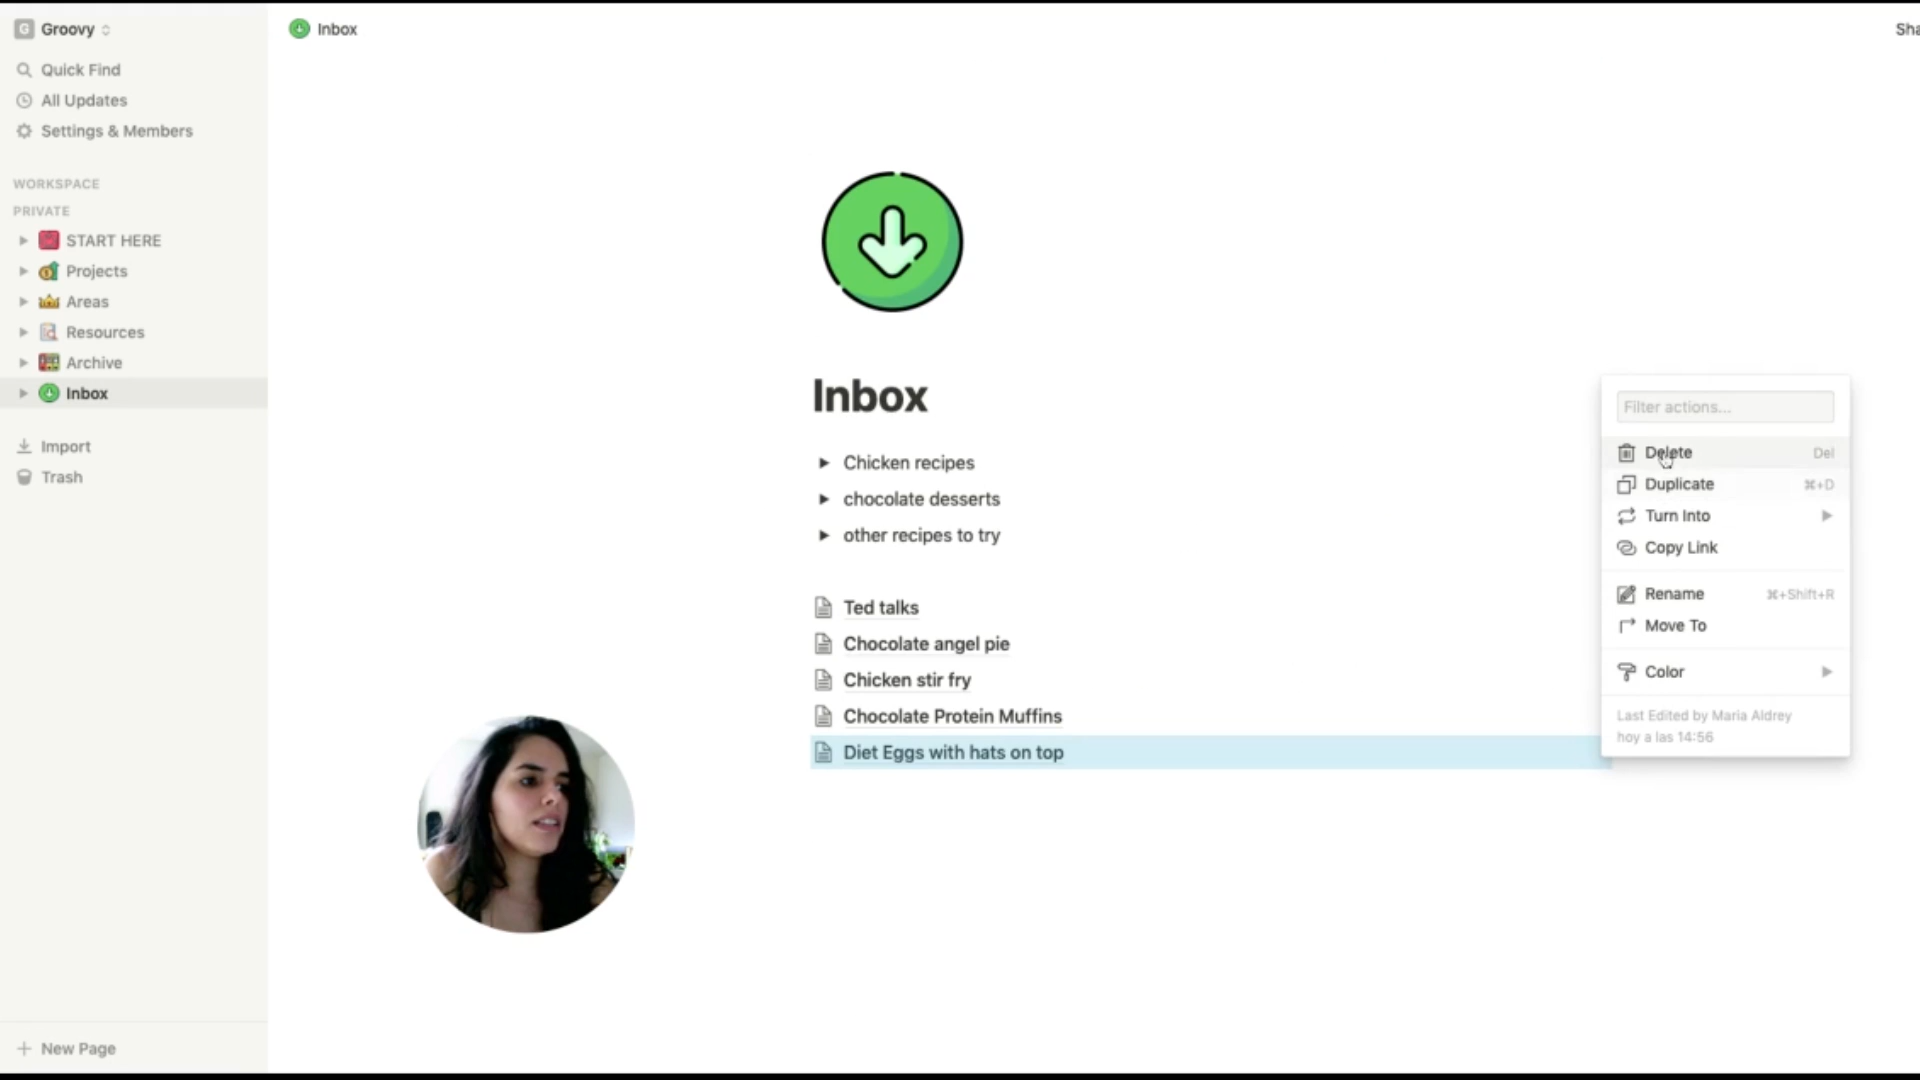 G Groovy
Quick Find
All Updates
Settings & Members
WORKSPACE
PRIVATE
START HERE
Projects
Areas
Resources
Archive
Inbox
Import
Trash
New Page
Inbox
Sha
Inbox
Chicken recipes
chocolate desserts
other recipes to try
Ted talks
Chocolate angel pie
Chicken stir fry
Chocolate Protein Muffins
Diet Eggs with hats on top
Filter actions...
Delete Del
Duplicate ⌘+D
Turn Into
Copy Link
Rename ⌘+Shift+R
Move To
Color
Last Edited by Maria Aldrey
hoy a las 14:56